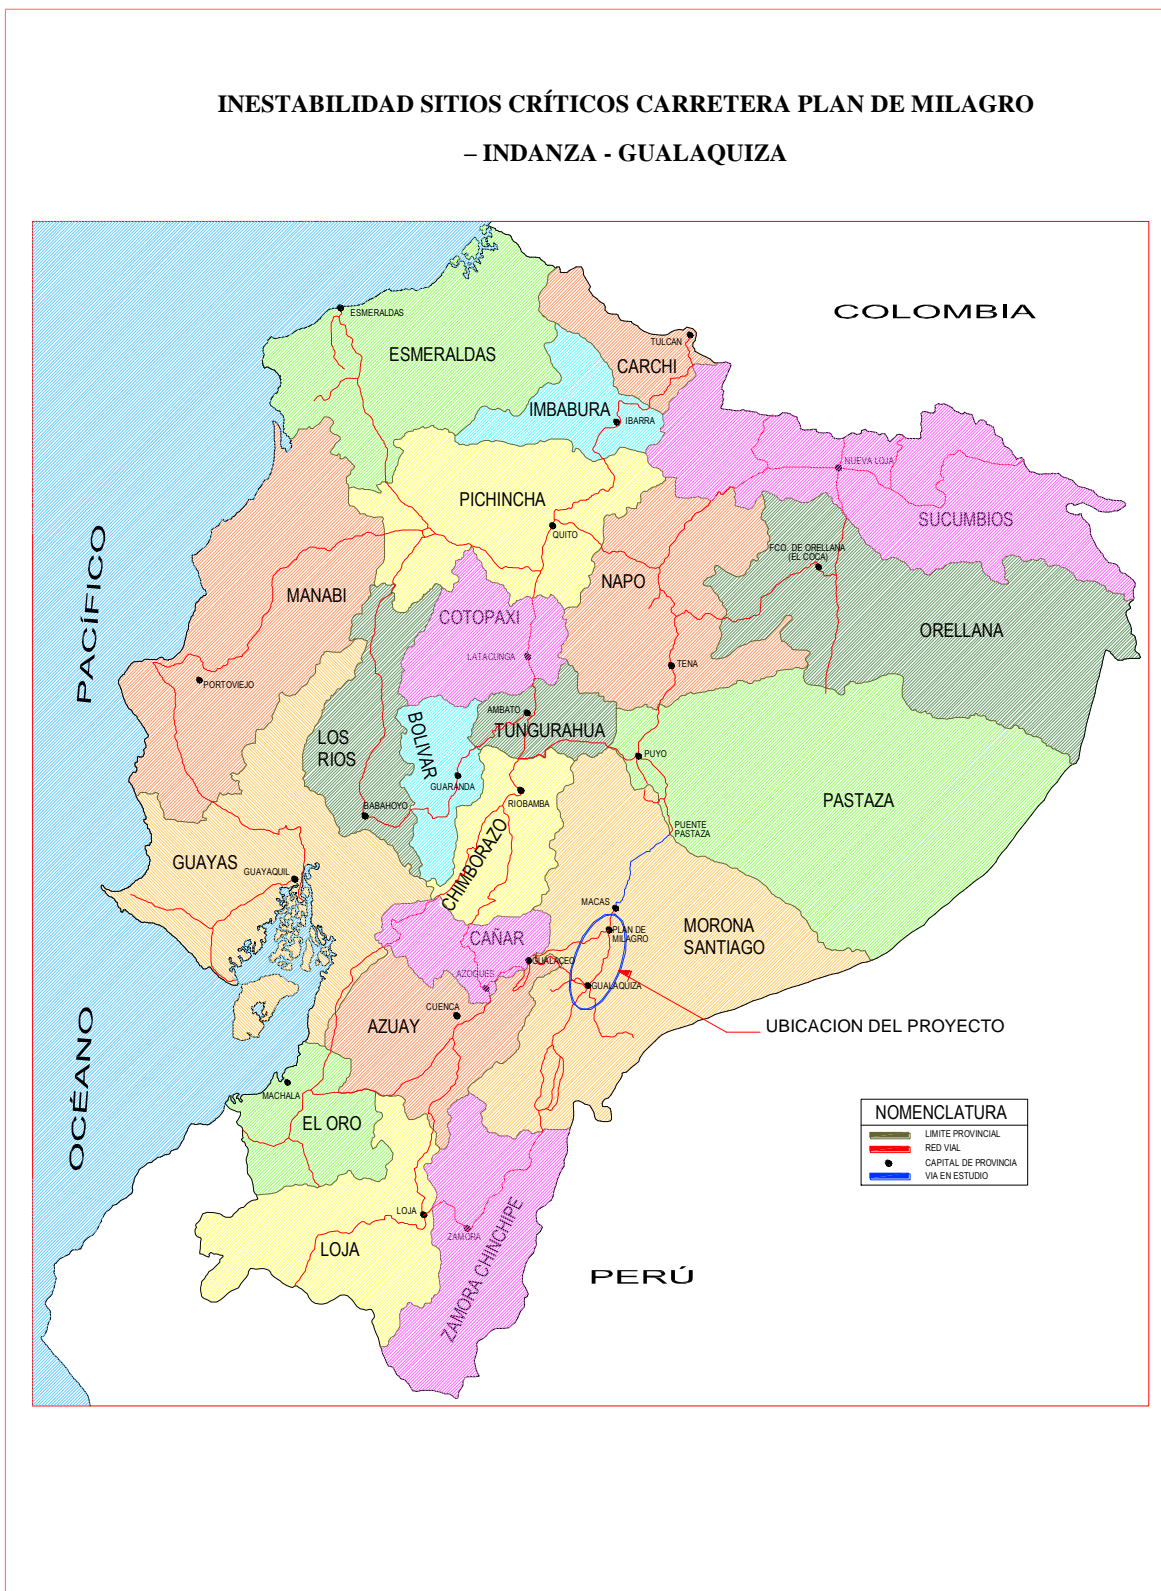 INESTABILIDAD SITIOS CRÍTICOS CARRETERA PLAN DE MILAGRO
– INDANZA - GUALAQUIZA
COLOMBIA
ESMERALDAS
ESMERALDAS
TULCAN
CARCHI
IMBABURA
IBARRA
NUEVA LOJA
SUCUMBIOS
PICHINCHA
QUITO
FCO. DE ORELLANA
(EL COCA)
NAPO
MANABI
COTOPAXI
ORELLANA
LATACUNGA
TENA
PORTOVIEJO
PACÍFICO
AMBATO
TUNGURAHUA
BOLIVAR
LOS
RIOS
PUYO
GUARANDA
RIOBAMBA
PASTAZA
BABAHOYO
PUENTE
PASTAZA
CHIMBORAZO
GUAYAS
GUAYAQUIL
MACAS
MORONA
SANTIAGO
PLAN DE
MILAGRO
CAÑAR
GUALACEO
AZOGUES
GUALAQUIZA
CUENCA
AZUAY
UBICACION DEL PROYECTO
OCÉANO
MACHALA
EL ORO
NOMENCLATURA
LIMITE PROVINCIAL
RED VIAL
CAPITAL DE PROVINCIA
VIA EN ESTUDIO
LOJA
ZAMORA
LOJA
ZAMORA CHINCHIPE
PERÚ